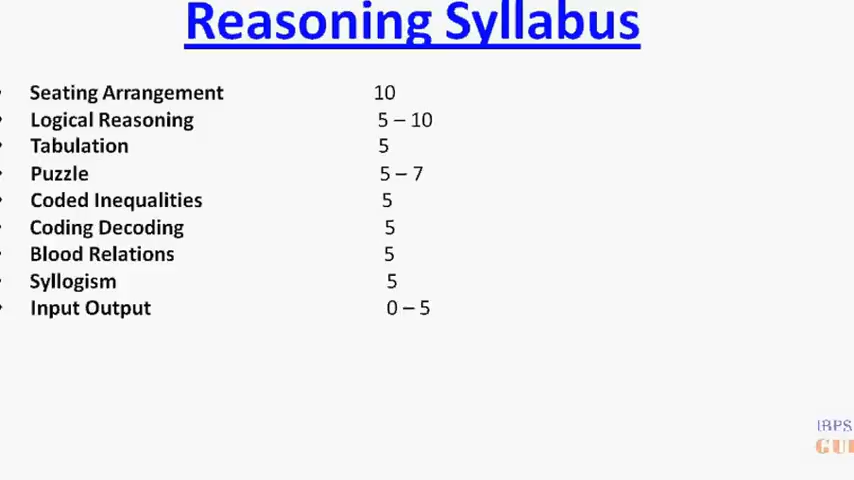 Reasoning Syllabus
• Seating Arrangement 10
• Logical Reasoning 5 – 10
• Tabulation 5
• Puzzle 5 – 7
• Coded Inequalities 5
• Coding Decoding 5
• Blood Relations 5
• Syllogism 5
• Input Output 0 – 5
IBPS